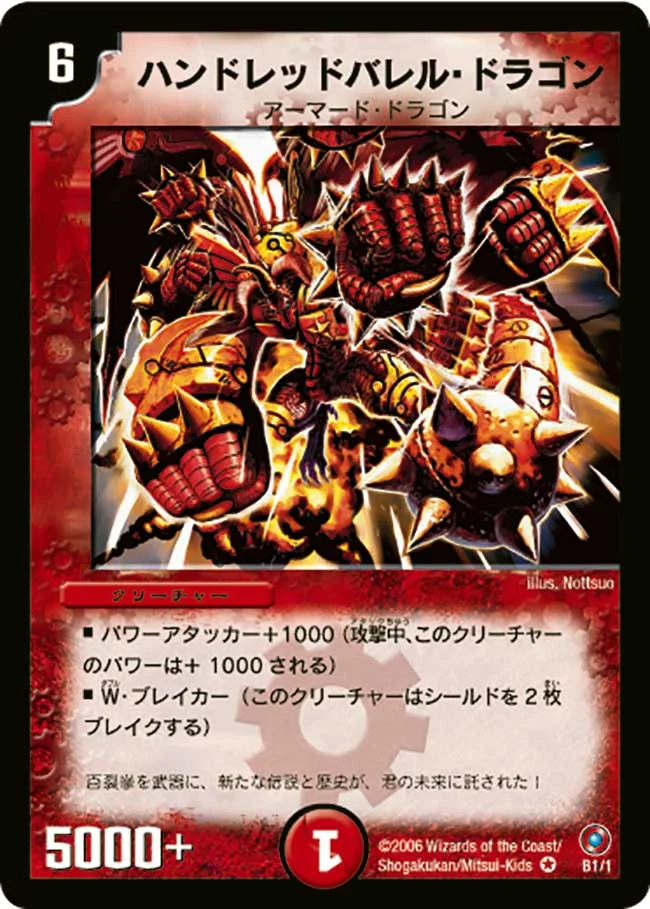 6
ハンドレッドバレル・ドラゴン
アーマード・ドラゴン
illus. Nottsuo
クリーチャー
■ パワーアタッカー+1000 (攻撃中、このクリーチャー
のパワーは+ 1000 される)
■ W・ブレイカー (このクリーチャーはシールドを 2 枚
ブレイクする)
百裂拳を武器に、新たな伝説と歴史が、君の未来に託された!
5000+
1
©2006 Wizards of the Coast/
Shogakukan/Mitsui-Kids
B1/1